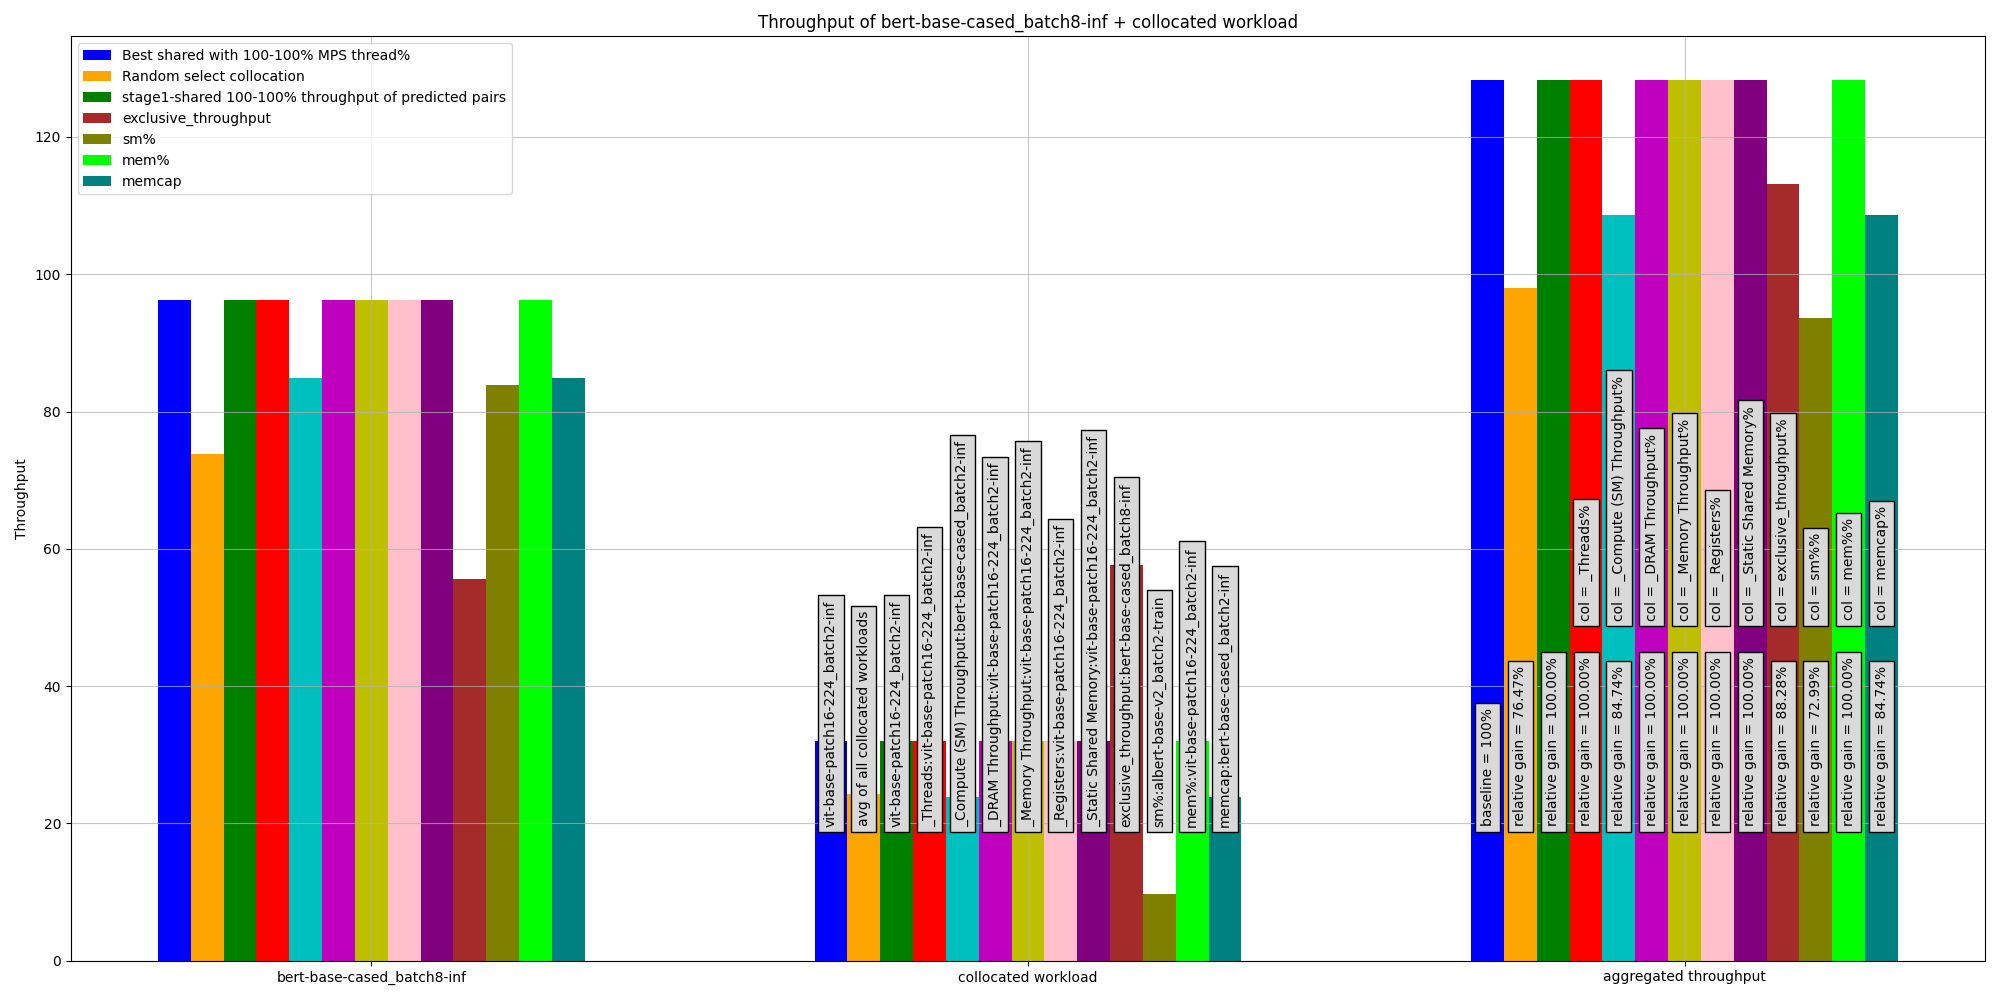 Throughput of bert-base-cased_batch8-inf + collocated workload
Best shared with 100-100% MPS thread%
Random select collocation
stage1-shared 100-100% throughput of predicted pairs
exclusive_throughput
sm%
mem%
memcap
Throughput
120
100
80
60
40
20
0
vit-base-patch16-224_batch2-inf
avg of all collocated workloads
vit-base-patch16-224_batch2-inf
_Threads:vit-base-patch16-224_batch2-inf
_Compute (SM) Throughput:bert-base-cased_batch2-inf
_DRAM Throughput:vit-base-patch16-224_batch2-inf
_Memory Throughput:vit-base-patch16-224_batch2-inf
_Registers:vit-base-patch16-224_batch2-inf
_Static Shared Memory:vit-base-patch16-224_batch2-inf
exclusive_throughput:bert-base-cased_batch8-inf
sm%:albert-base-v2_batch2-train
mem%:vit-base-patch16-224_batch2-inf
memcap:bert-base-cased_batch2-inf
col = _Threads%
col = _Compute (SM) Throughput%
col = _DRAM Throughput%
col = _Memory Throughput%
col = _Registers%
col = _Static Shared Memory%
col = exclusive_throughput%
col = sm%%
col = mem%%
col = memcap%
baseline = 100%
relative gain = 76.47%
relative gain = 100.00%
relative gain = 100.00%
relative gain = 84.74%
relative gain = 100.00%
relative gain = 100.00%
relative gain = 100.00%
relative gain = 100.00%
relative gain = 88.28%
relative gain = 72.99%
relative gain = 100.00%
relative gain = 84.74%
bert-base-cased_batch8-inf
collocated workload
aggregated throughput